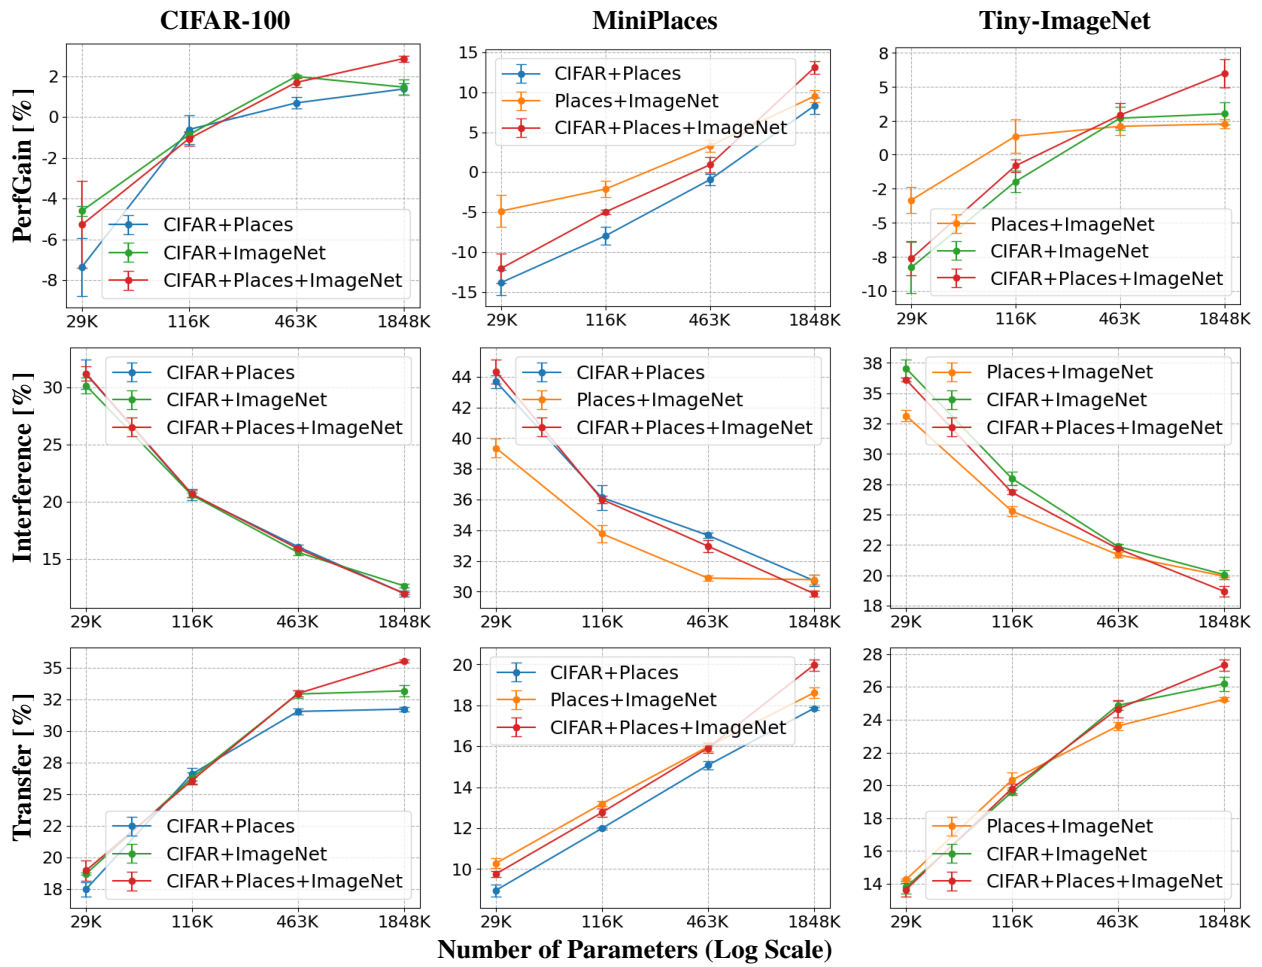 CIFAR-100
MiniPlaces
Tiny-ImageNet
PerfGain [%]
2
0
-2
-4
-6
-8
CIFAR+Places
CIFAR+ImageNet
CIFAR+Places+ImageNet
29K 116K 463K 1848K
15
10
5
0
-5
-10
-15
CIFAR+Places
Places+ImageNet
CIFAR+Places+ImageNet
29K 116K 463K 1848K
8
5
2
0
-2
-5
-8
-10
Places+ImageNet
CIFAR+ImageNet
CIFAR+Places+ImageNet
29K 116K 463K 1848K
Interference [%]
30
25
20
15
CIFAR+Places
CIFAR+ImageNet
CIFAR+Places+ImageNet
29K 116K 463K 1848K
44
42
40
38
36
34
32
30
CIFAR+Places
Places+ImageNet
CIFAR+Places+ImageNet
29K 116K 463K 1848K
38
35
32
30
28
25
22
20
18
Places+ImageNet
CIFAR+ImageNet
CIFAR+Places+ImageNet
29K 116K 463K 1848K
Transfer [%]
35
32
30
28
25
22
20
18
CIFAR+Places
CIFAR+ImageNet
CIFAR+Places+ImageNet
29K 116K 463K 1848K
20
18
16
14
12
10
CIFAR+Places
Places+ImageNet
CIFAR+Places+ImageNet
29K 116K 463K 1848K
28
26
24
22
20
18
16
14
Places+ImageNet
CIFAR+ImageNet
CIFAR+Places+ImageNet
29K 116K 463K 1848K
Number of Parameters (Log Scale)